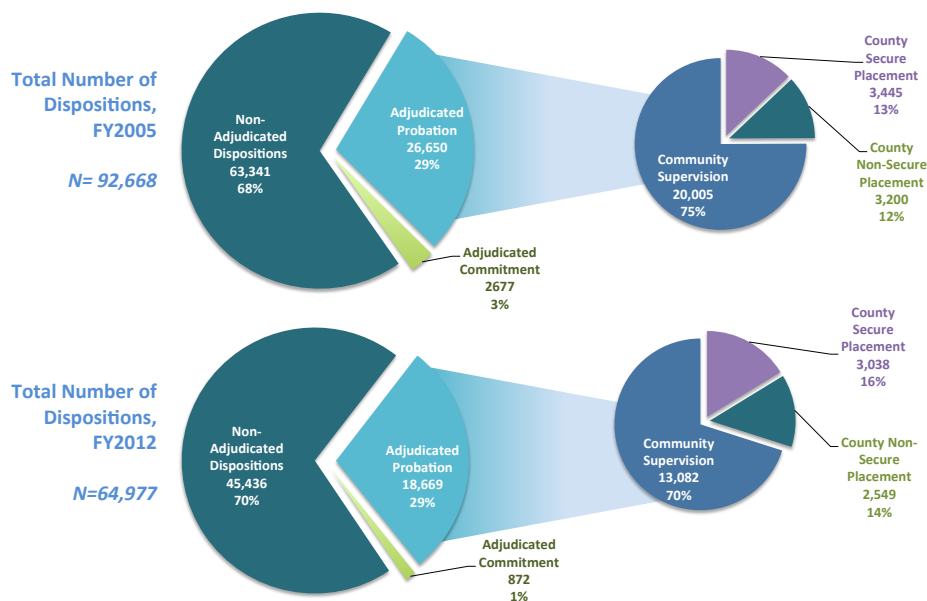 Total Number of
Dispositions,
FY2005
N= 92,668
Non-
Adjudicated
Dispositions
63,341
68%
Adjudicated
Probation
26,650
29%
Adjudicated
Commitment
2677
3%
Community
Supervision
20,005
75%
County
Secure
Placement
3,445
13%
County
Non-Secure
Placement
3,200
12%
Total Number of
Dispositions,
FY2012
N=64,977
Non-
Adjudicated
Dispositions
45,436
70%
Adjudicated
Probation
18,669
29%
Adjudicated
Commitment
872
1%
Community
Supervision
13,082
70%
County
Secure
Placement
3,038
16%
County Non-
Secure
Placement
2,549
14%